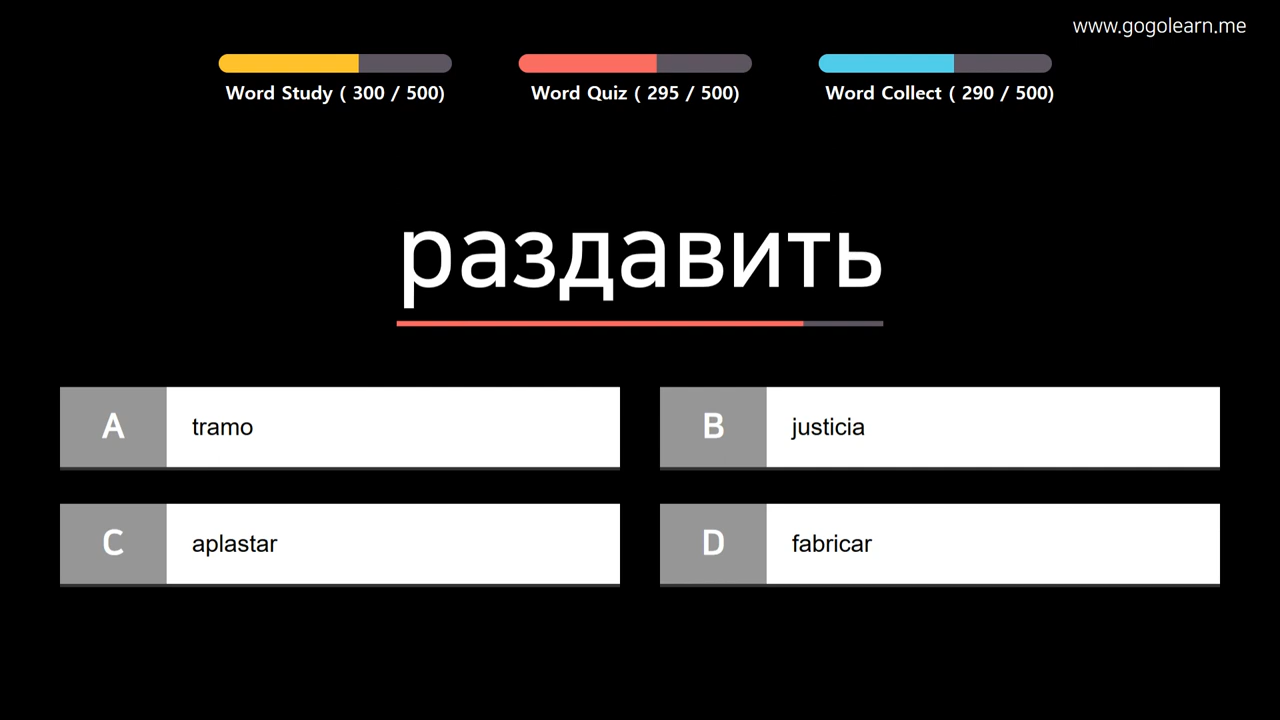 www.gogolearn.me
Word Study ( 300 / 500)
Word Quiz ( 295 / 500)
Word Collect ( 290 / 500)
раздавить
A tramo
B justicia
C aplastar
D fabricar